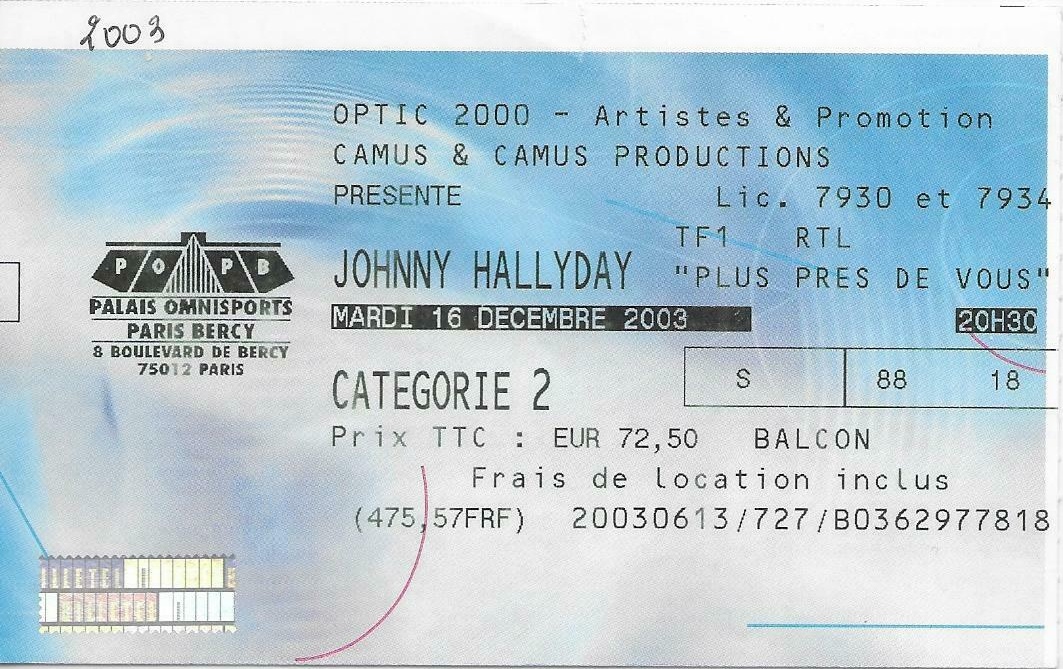 2003
OPTIC 2000 - Artistes & Promotion
CAMUS & CAMUS PRODUCTIONS
PRESENTE Lic. 7930 et 7934
TF1 RTL
JOHNNY HALLYDAY "PLUS PRES DE VOUS"
MARDI 16 DECEMBRE 2003 20H30
POPB
PALAIS OMNISPORTS
PARIS BERCY
8 BOULEVARD DE BERCY
75012 PARIS
S 88 18
CATEGORIE 2
Prix TTC : EUR 72,50 BALCON
Frais de location inclus
(475,57FRF) 20030613/727/B0362977818